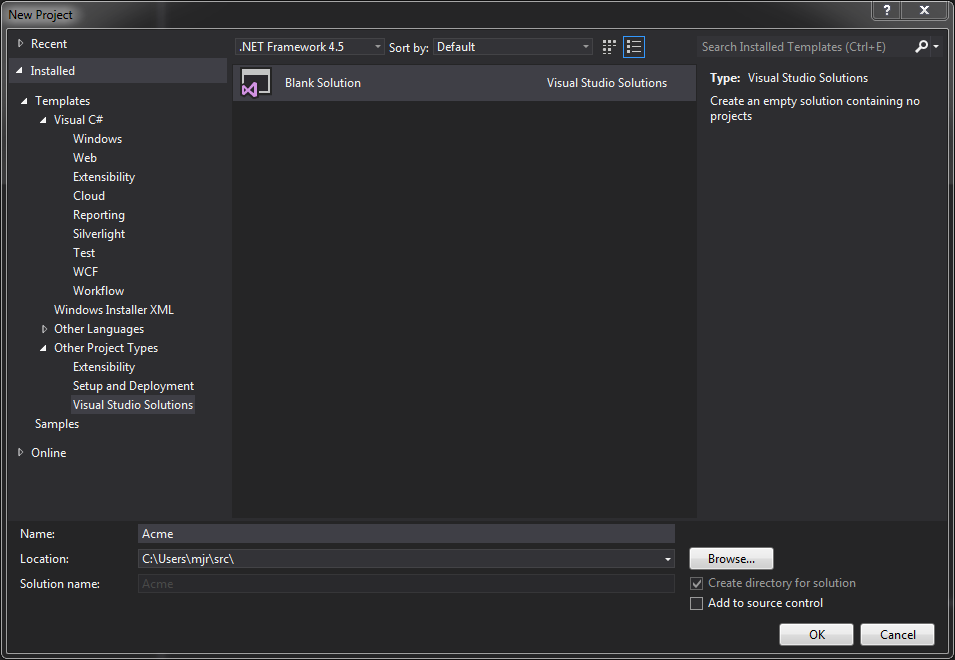 New Project
?
Recent
Installed
Templates
Visual C#
Windows
Web
Extensibility
Cloud
Reporting
Silverlight
Test
WCF
Workflow
Windows Installer XML
Other Languages
Other Project Types
Extensibility
Setup and Deployment
Visual Studio Solutions
Samples
Online
.NET Framework 4.5
Sort by: Default
Blank Solution
Visual Studio Solutions
Search Installed Templates (Ctrl+E)
Type: Visual Studio Solutions
Create an empty solution containing no
projects
Name: Acme
Location: C:\Users\mjr\src\
Solution name: Acme
Browse...
Create directory for solution
Add to source control
OK
Cancel